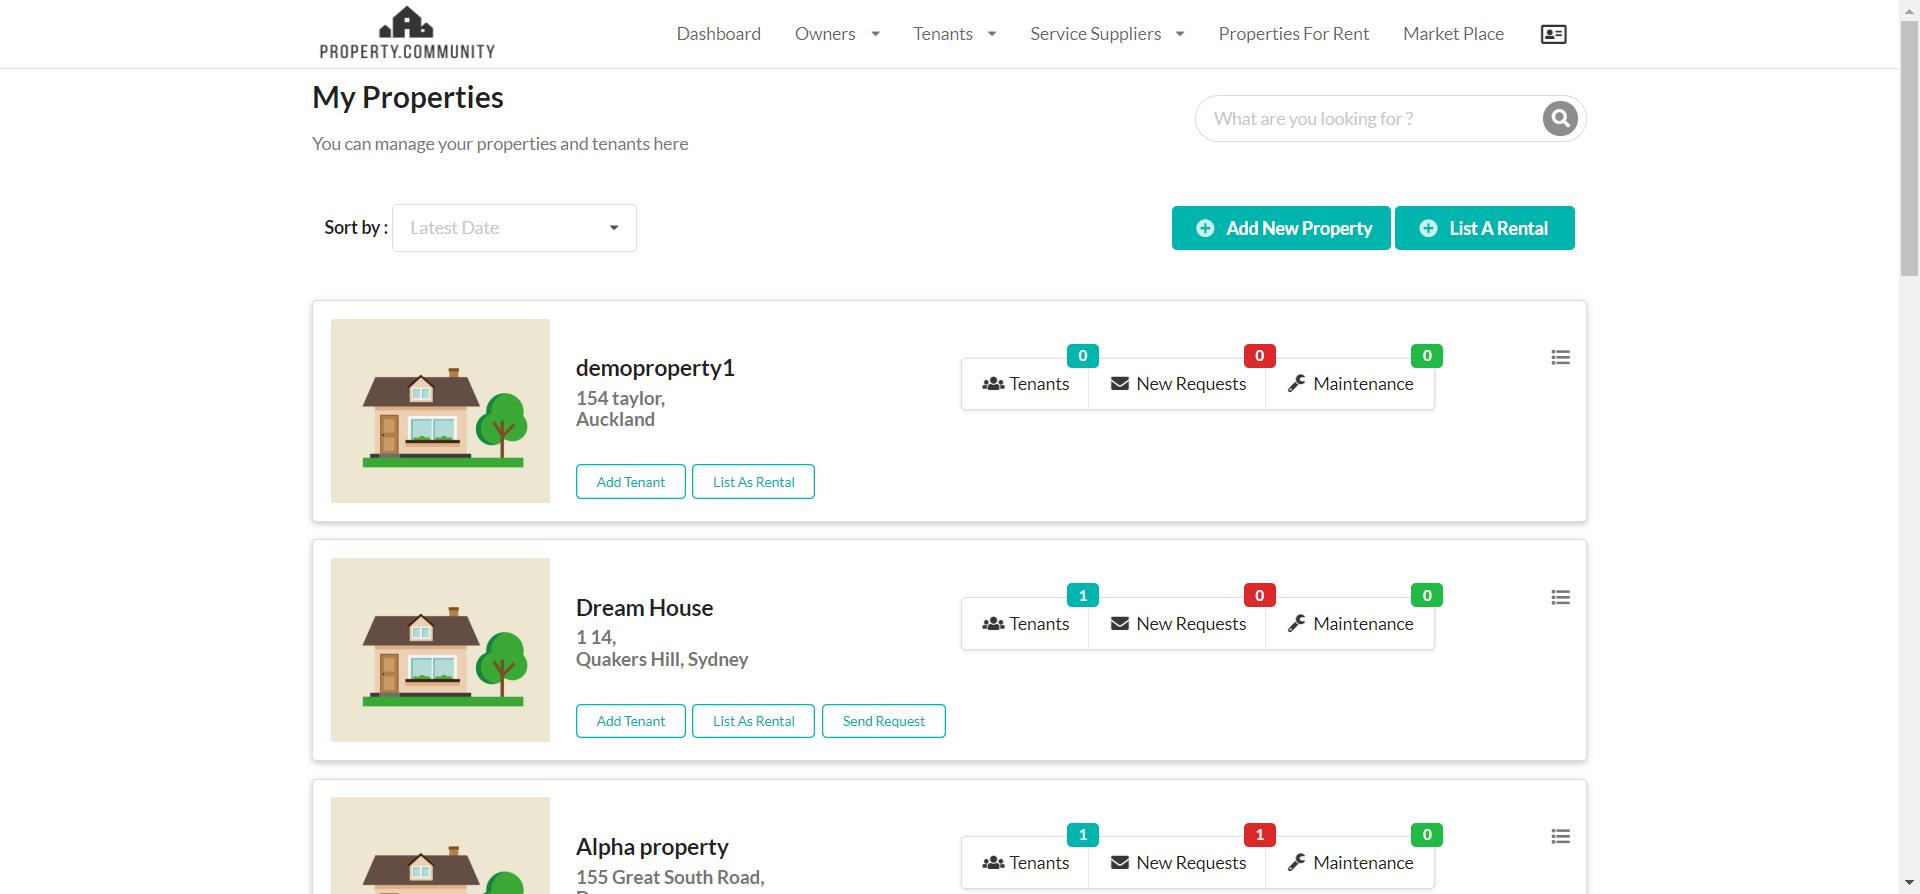 PROPERTY.COMMUNITY
Dashboard Owners Tenants Service Suppliers Properties For Rent Market Place
My Properties
You can manage your properties and tenants here
What are you looking for ?
Sort by : Latest Date
Add New Property List A Rental
demoproperty1
154 taylor,
Auckland
0 0 0
Tenants New Requests Maintenance
Add Tenant List As Rental
Dream House
1 14,
Quakers Hill, Sydney
1 0 0
Tenants New Requests Maintenance
Add Tenant List As Rental Send Request
Alpha property
155 Great South Road,
1 1 0
Tenants New Requests Maintenance